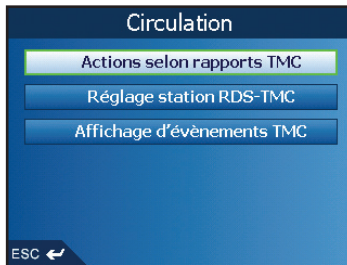 Circulation
Actions selon rapports TMC
Réglage station RDS-TMC
Affichage d'évènements TMC
ESC